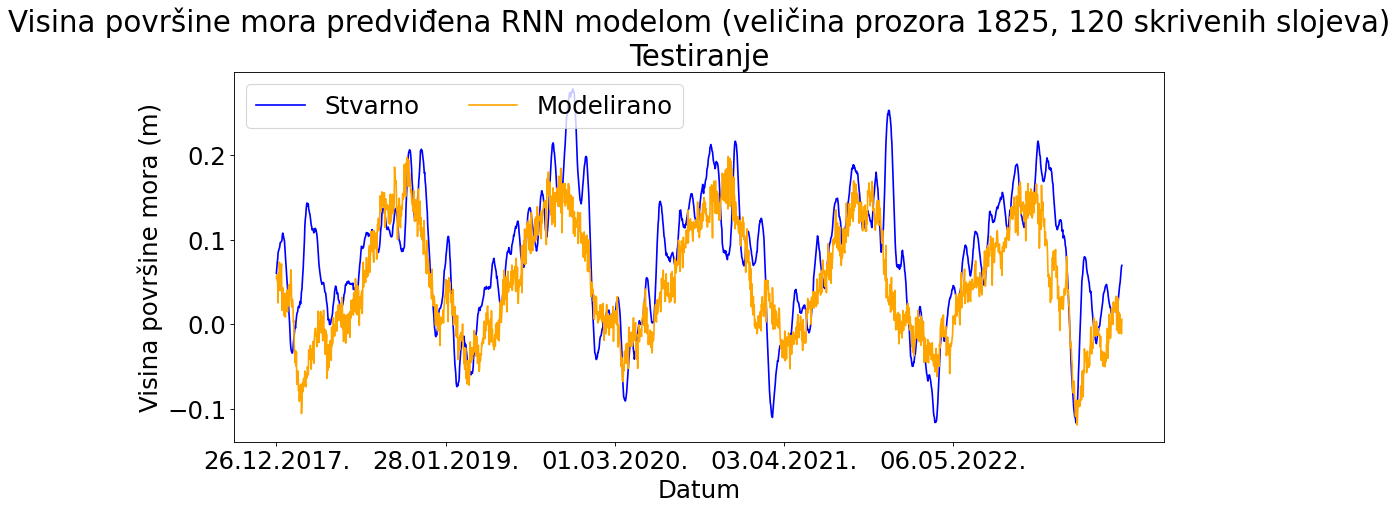 Visina površine mora predviđena RNN modelom (veličina prozora 1825, 120 skrivenih slojeva)
Testiranje
Stvarno Modelirano
Visina površine mora (m)
0.2
0.1
0.0
−0.1
26.12.2017. 28.01.2019. 01.03.2020. 03.04.2021. 06.05.2022.
Datum